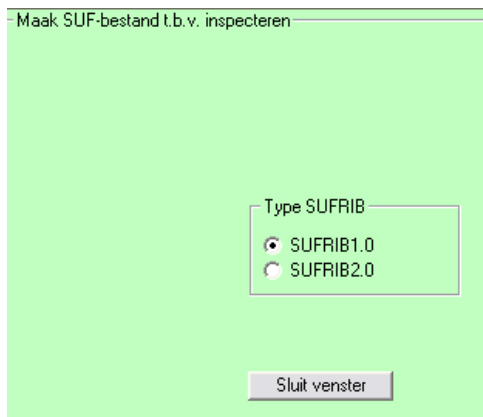 Maak SUF-bestand t.b.v. inspecteren
Type SUFRIB
SUFRIB1.0
SUFRIB2.0
Sluit venster